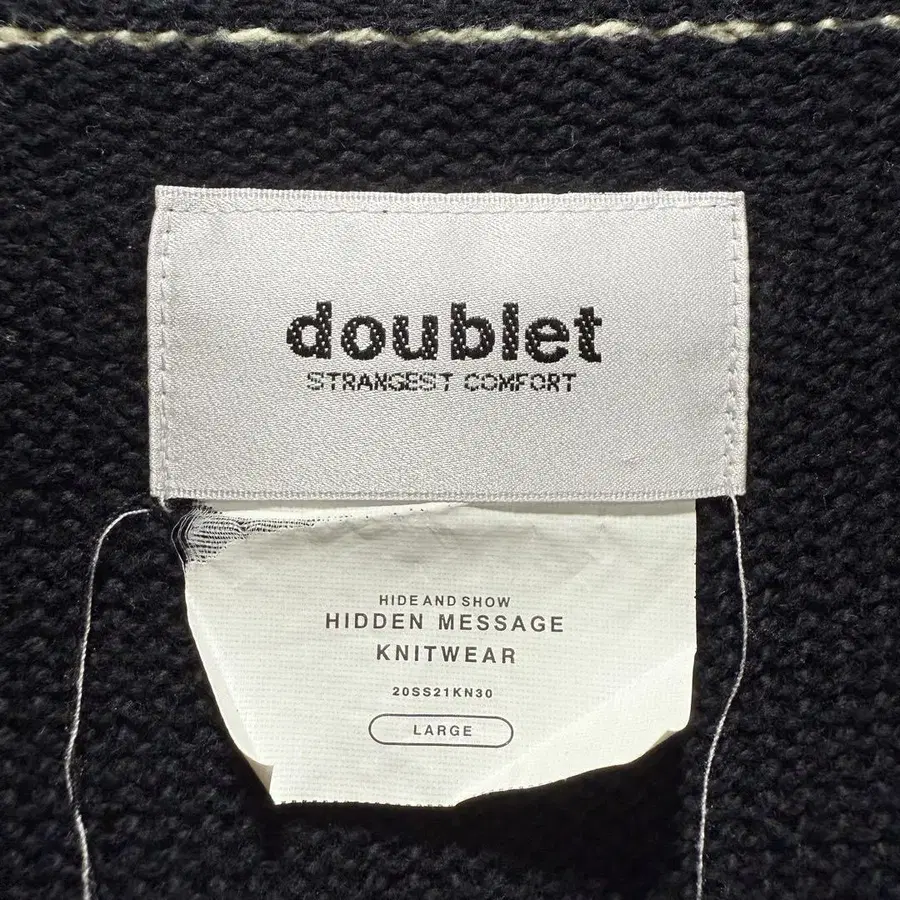 doublet
STRANGEST COMFORT
HIDE AND SHOW
HIDDEN MESSAGE
KNITWEAR
20SS21KN30
LARGE